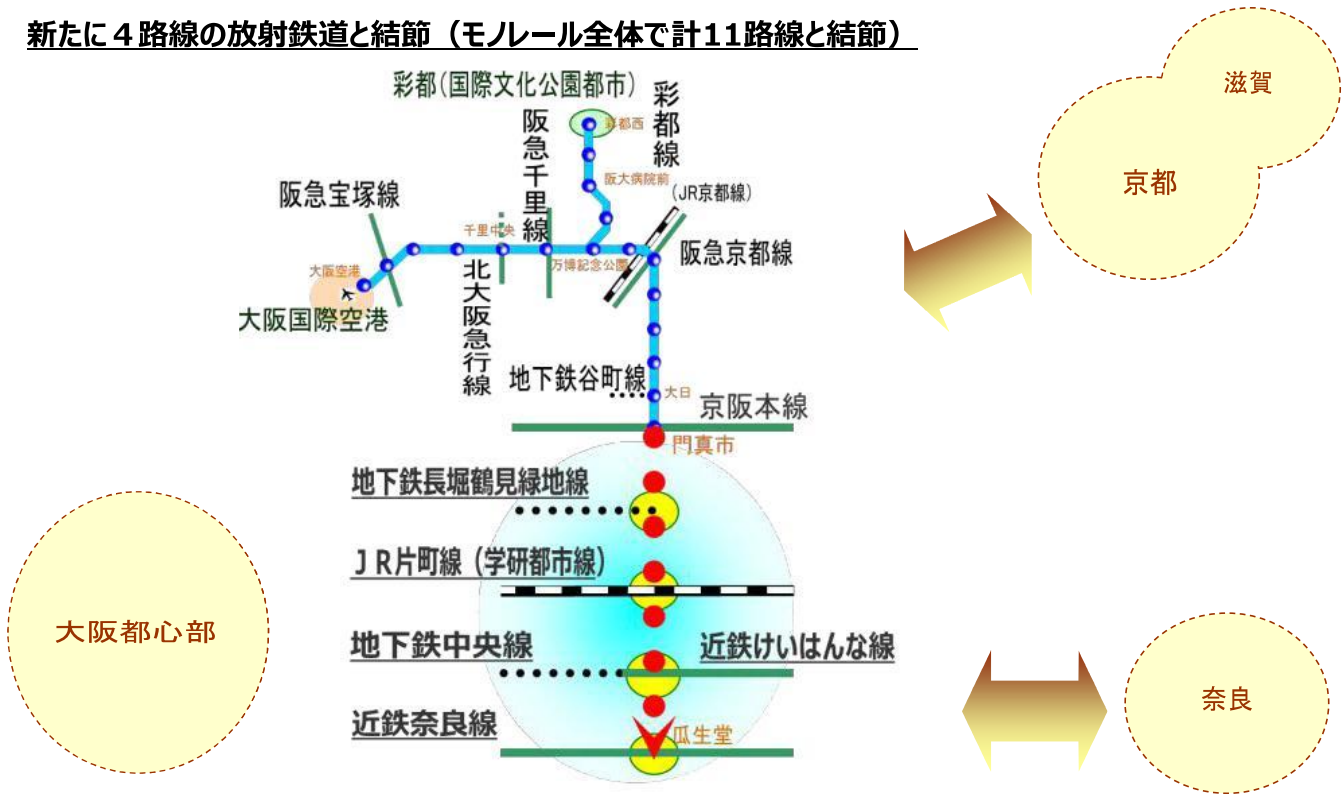 新たに４路線の放射鉄道と結節（モノレール全体で計11路線と結節）
滋賀
京都
彩都(国際文化公園都市)
彩都線
阪急千里線
彩都西
阪大病院前
(JR京都線)
阪急宝塚線
千里中央
阪急京都線
大阪空港
万博記念公園
大阪国際空港
北大阪急行線
地下鉄谷町線
大日
京阪本線
門真市
地下鉄長堀鶴見緑地線
ＪＲ片町線（学研都市線）
大阪都心部
地下鉄中央線
近鉄けいはんな線
奈良
近鉄奈良線
瓜生堂